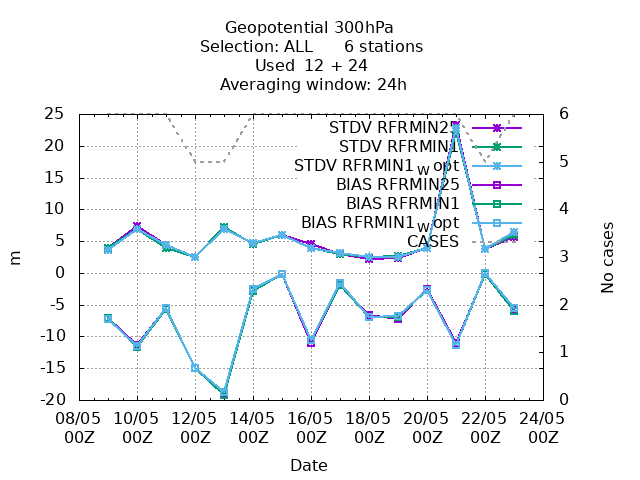 Geopotential 300hPa
Selection: ALL 6 stations
Used 12 + 24
Averaging window: 24h
25
20
15
10
5
0
-5
-10
-15
-20
m
6
5
4
3
2
1
0
No cases
STDV RFRMIN25
STDV RFRMIN1
STDV RFRMIN1w opt
BIAS RFRMIN25
BIAS RFRMIN1
BIAS RFRMIN1w opt
CASES
08/05 10/05 12/05 14/05 16/05 18/05 20/05 22/05 24/05
00Z 00Z 00Z 00Z 00Z 00Z 00Z 00Z 00Z
Date